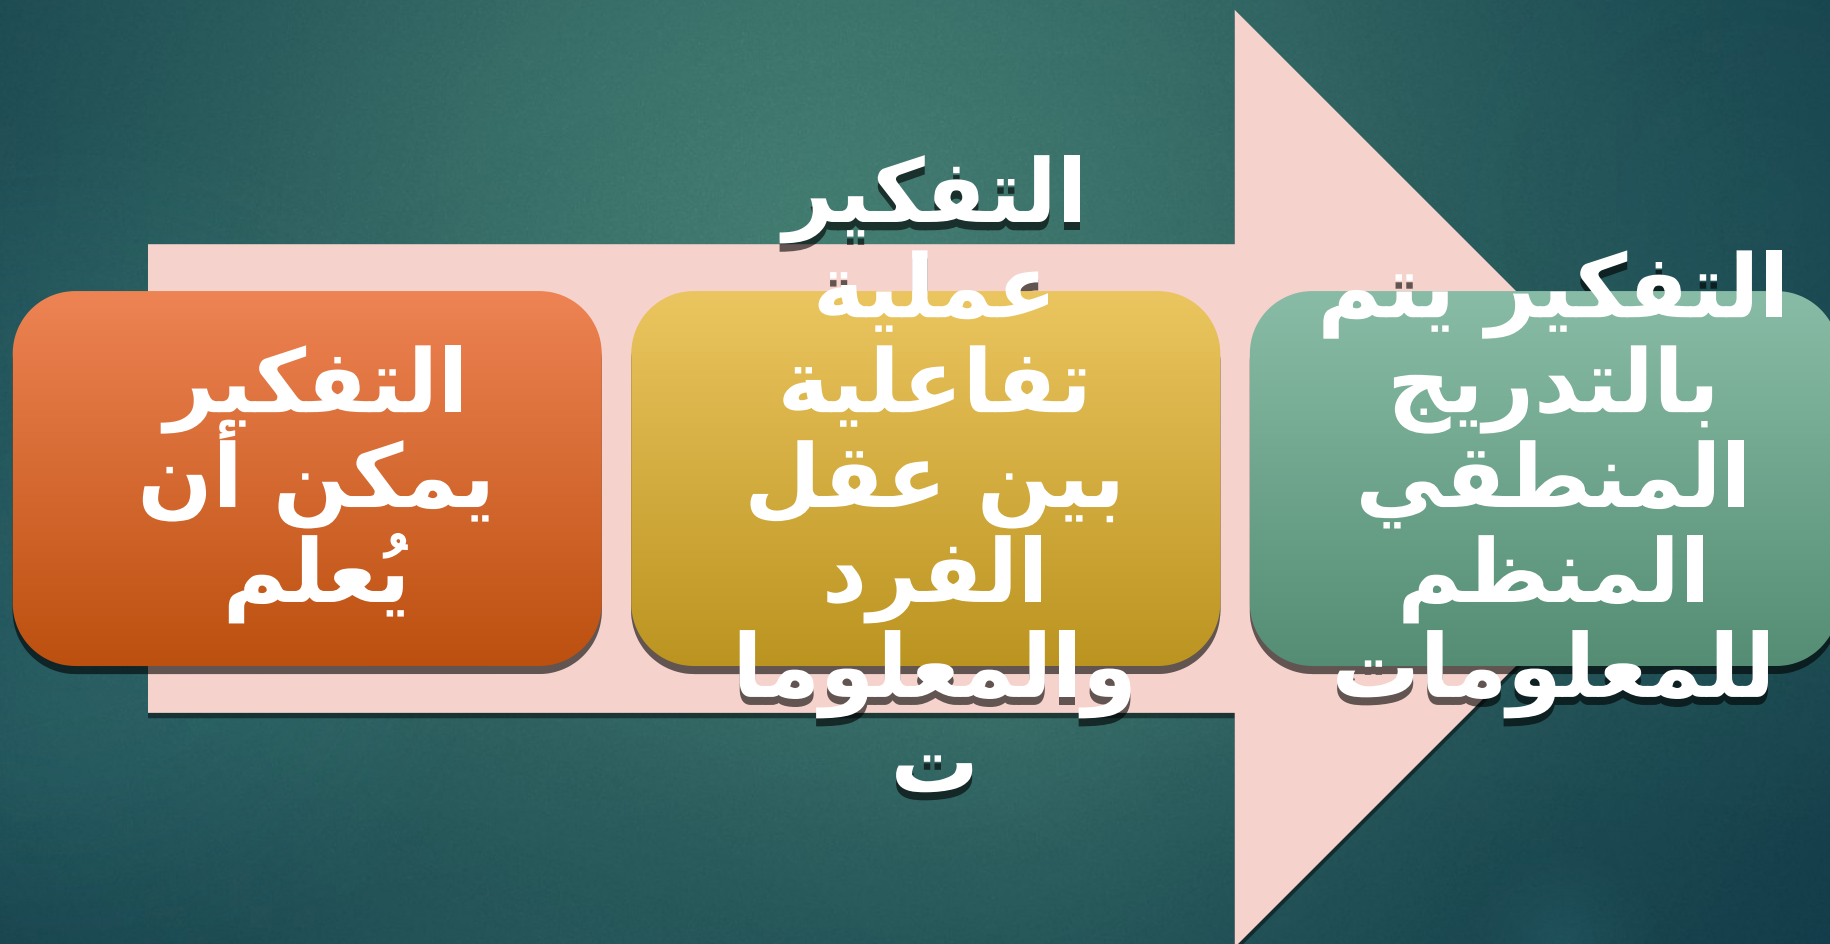 التفكير
يمكن أن
يُعلم
التفكير
عملية
تفاعلية
بين عقل
الفرد
والمعلوما
ت
التفكير يتم
بالتدريج
المنطقي
المنظم
للمعلومات